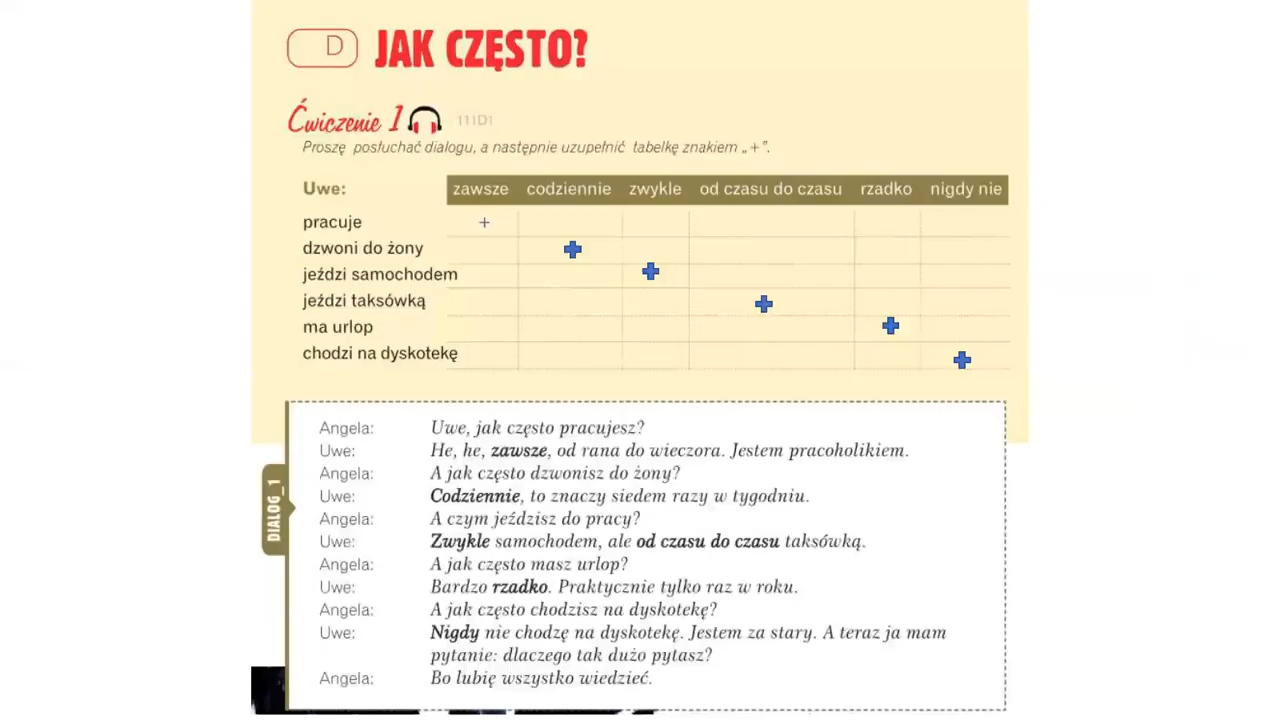 D JAK CZĘSTO?
Ćwiczenie 1 111D1
Proszę posłuchać dialogu, a następnie uzupełnić tabelkę znakiem „+”.
Uwe: zawsze codziennie zwykle od czasu do czasu rzadko nigdy nie
pracuje +
dzwoni do żony
jeździ samochodem
jeździ taksówką
ma urlop
chodzi na dyskotekę
DIALOG_1
Angela: Uwe, jak często pracujesz?
Uwe: He, he, zawsze, od rana do wieczora. Jestem pracoholikiem.
Angela: A jak często dzwonisz do żony?
Uwe: Codziennie, to znaczy siedem razy w tygodniu.
Angela: A czym jeździsz do pracy?
Uwe: Zwykle samochodem, ale od czasu do czasu taksówką.
Angela: A jak często masz urlop?
Uwe: Bardzo rzadko. Praktycznie tylko raz w roku.
Angela: A jak często chodzisz na dyskotekę?
Uwe: Nigdy nie chodzę na dyskotekę. Jestem za stary. A teraz ja mam
pytanie: dlaczego tak dużo pytasz?
Angela: Bo lubię wszystko wiedzieć.